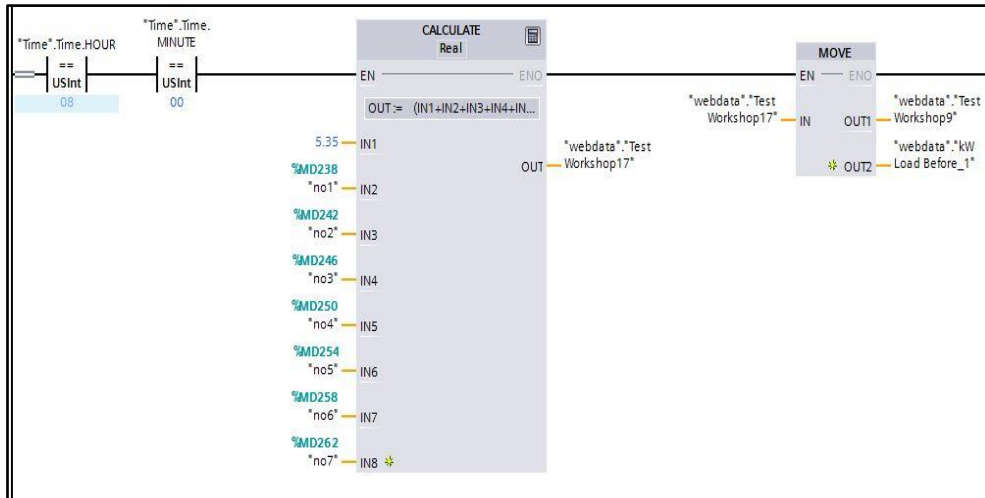 "Time".Time.HOUR
==
USInt
08
"Time".Time.
MINUTE
==
USInt
00
CALCULATE
Real
EN
ENO
OUT := (IN1+IN2+IN3+IN4+IN...
5.35
IN1
%MD238
"no1"
IN2
%MD242
"no2"
IN3
%MD246
"no3"
IN4
%MD250
"no4"
IN5
%MD254
"no5"
IN6
%MD258
"no6"
IN7
%MD262
"no7"
IN8
OUT
"webdata"."Test
Workshop17"
MOVE
EN
ENO
"webdata"."Test
Workshop17"
IN
OUT1
"webdata"."Test
Workshop9"
OUT2
"webdata"."kW
Load Before_1"